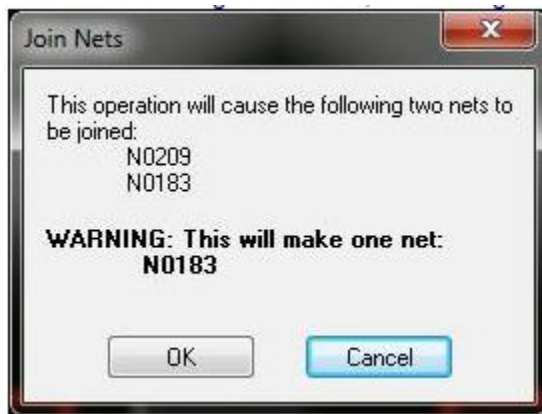 Join Nets
This operation will cause the following two nets to
be joined:
N0209
N0183
WARNING: This will make one net:
N0183
OK Cancel